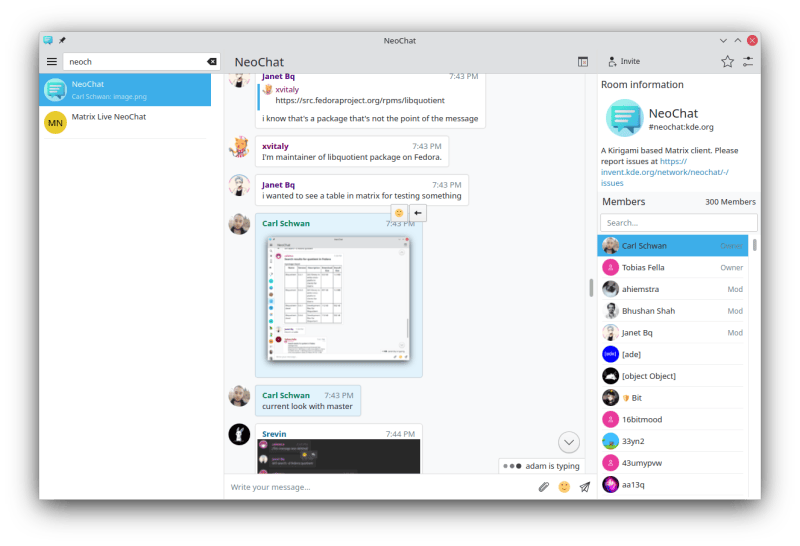 NeoChat
neoch
NeoChat
Carl Schwan: image.png
MN
Matrix Live NeoChat
NeoChat
Janet Bq 7:43 PM
xvitaly
https://src.fedoraproject.org/rpms/libquotient
i know that's a package that's not the point of the message
xvitaly 7:43 PM
I'm maintainer of libquotient package on Fedora.
Janet Bq 7:43 PM
i wanted to see a table in matrix for testing something
Carl Schwan 7:43 PM
Carl Schwan 7:43 PM
current look with master
Srevin 7:44 PM
adam is typing
Write your message...
Invite
Room information
NeoChat
#neochat:kde.org
A Kirigami based Matrix client. Please
report issues at https://
invent.kde.org/network/neochat/-/
issues
Members 300 Members
Search...
Carl Schwan Owner
Tobias Fella Owner
ahiemstra Mod
Bhushan Shah Mod
Janet Bq Mod
[ade] [ade]
[object Object]
Bit
16bitmood
33yn2
43umypvw
aa13q